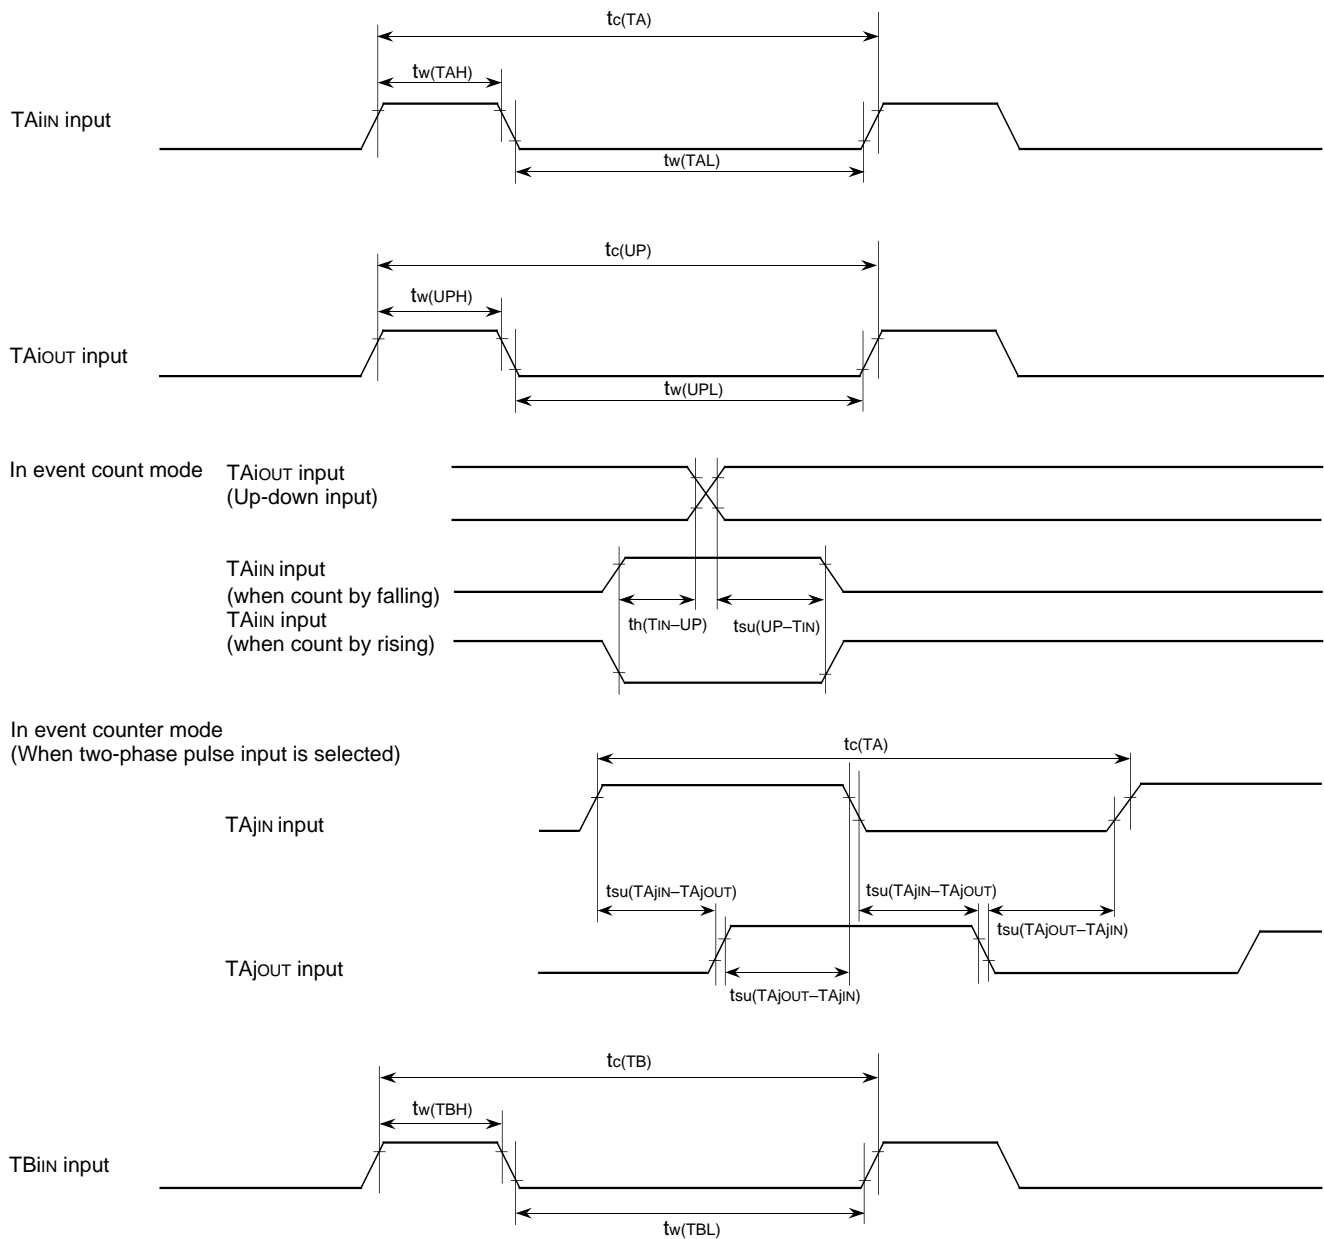 tc(TA)
tw(TAH)
TAiIN input
tw(TAL)
tc(UP)
tw(UPH)
TAiOUT input
tw(UPL)
In event count mode
TAiOUT input
(Up-down input)
TAiIN input
(when count by falling)
TAiIN input
(when count by rising)
th(TIN–UP)
tsu(UP–TIN)
In event counter mode
(When two-phase pulse input is selected)
tc(TA)
TAjIN input
tsu(TAjIN–TAjOUT)
tsu(TAjIN–TAjOUT)
tsu(TAjOUT–TAjIN)
TAjOUT input
tsu(TAjOUT–TAjIN)
tc(TB)
tw(TBH)
TBiIN input
tw(TBL)